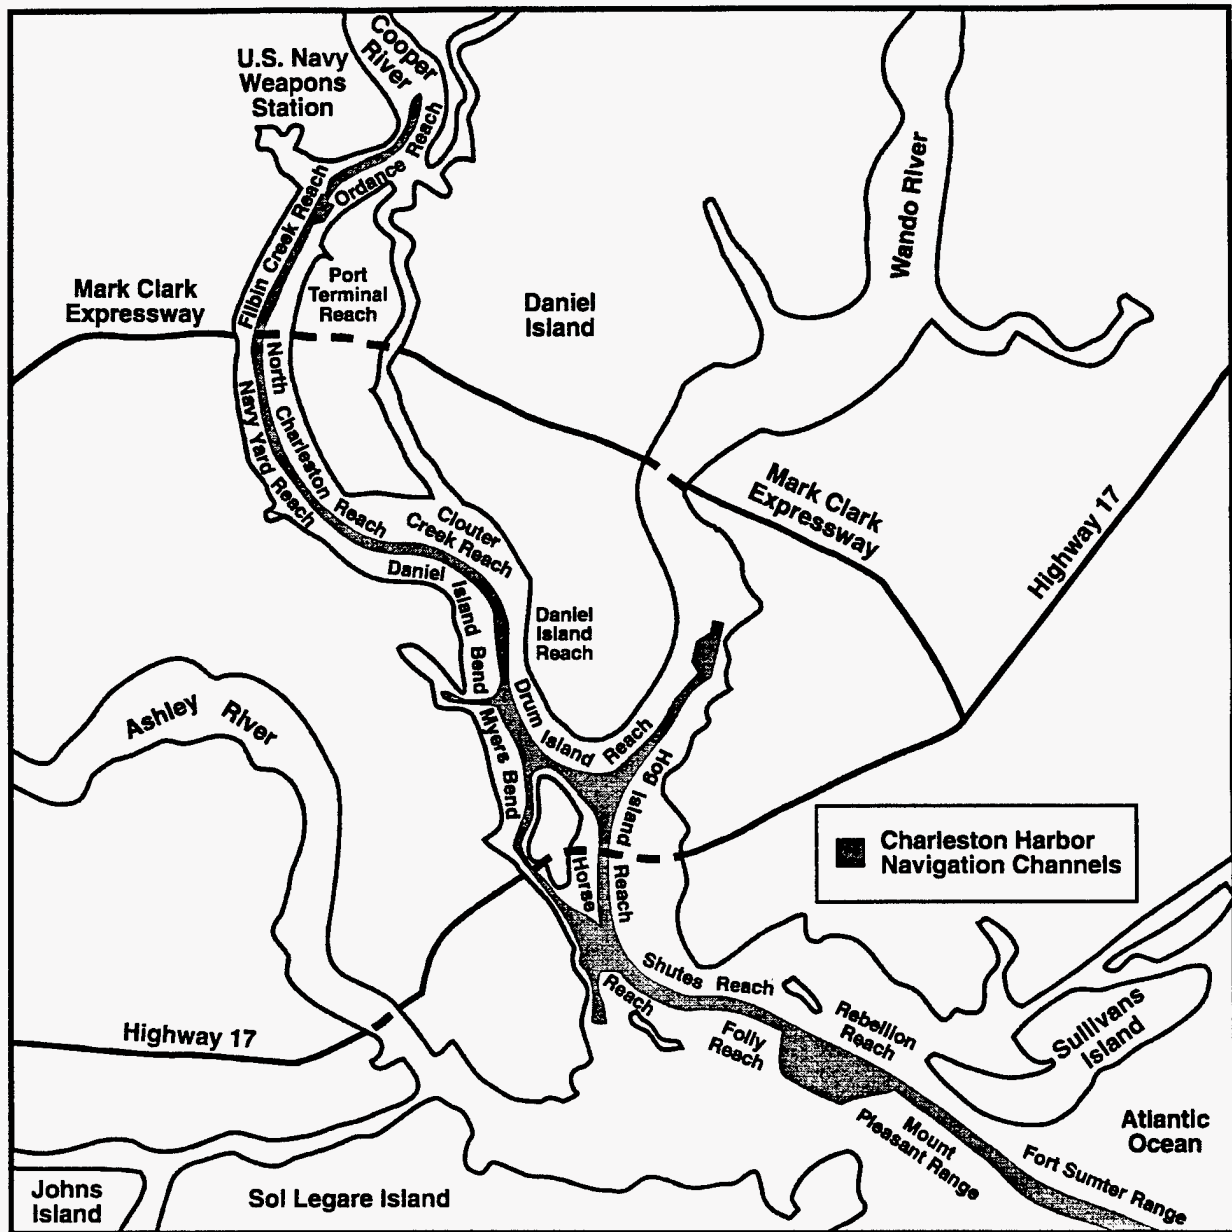 U.S. Navy
Weapons
Station
Cooper
River
Ordance Reach
Filbin Creek Reach
Wando River
Mark Clark
Expressway
Port
Terminal
Reach
Daniel
Island
North Charleston Reach
Navy Yard Reach
Clouter
Creek Reach
Mark Clark
Expressway
Highway 17
Daniel Island Bend
Daniel
Island
Reach
Ashley River
Myers Bend
Drum Island Reach
Hog Island Reach
Horse Reach
Charleston Harbor
Navigation Channels
Shutes Reach
Folly
Reach
Rebellion
Reach
Sullivans
Island
Highway 17
Mount
Pleasant Range
Atlantic
Ocean
Fort Sumter Range
Johns
Island
Sol Legare Island